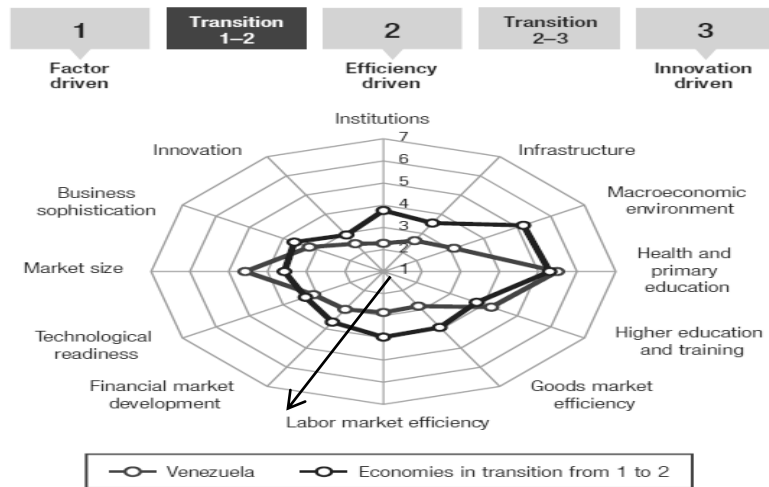 1
Transition
1–2
2
Transition
2–3
3
Factor
driven
Efficiency
driven
Innovation
driven
Institutions
7
6
5
4
3
2
1
Infrastructure
Macroeconomic
environment
Health and
primary
education
Higher education
and training
Goods market
efficiency
Labor market efficiency
Financial market
development
Technological
readiness
Market size
Business
sophistication
Innovation
Venezuela
Economies in transition from 1 to 2